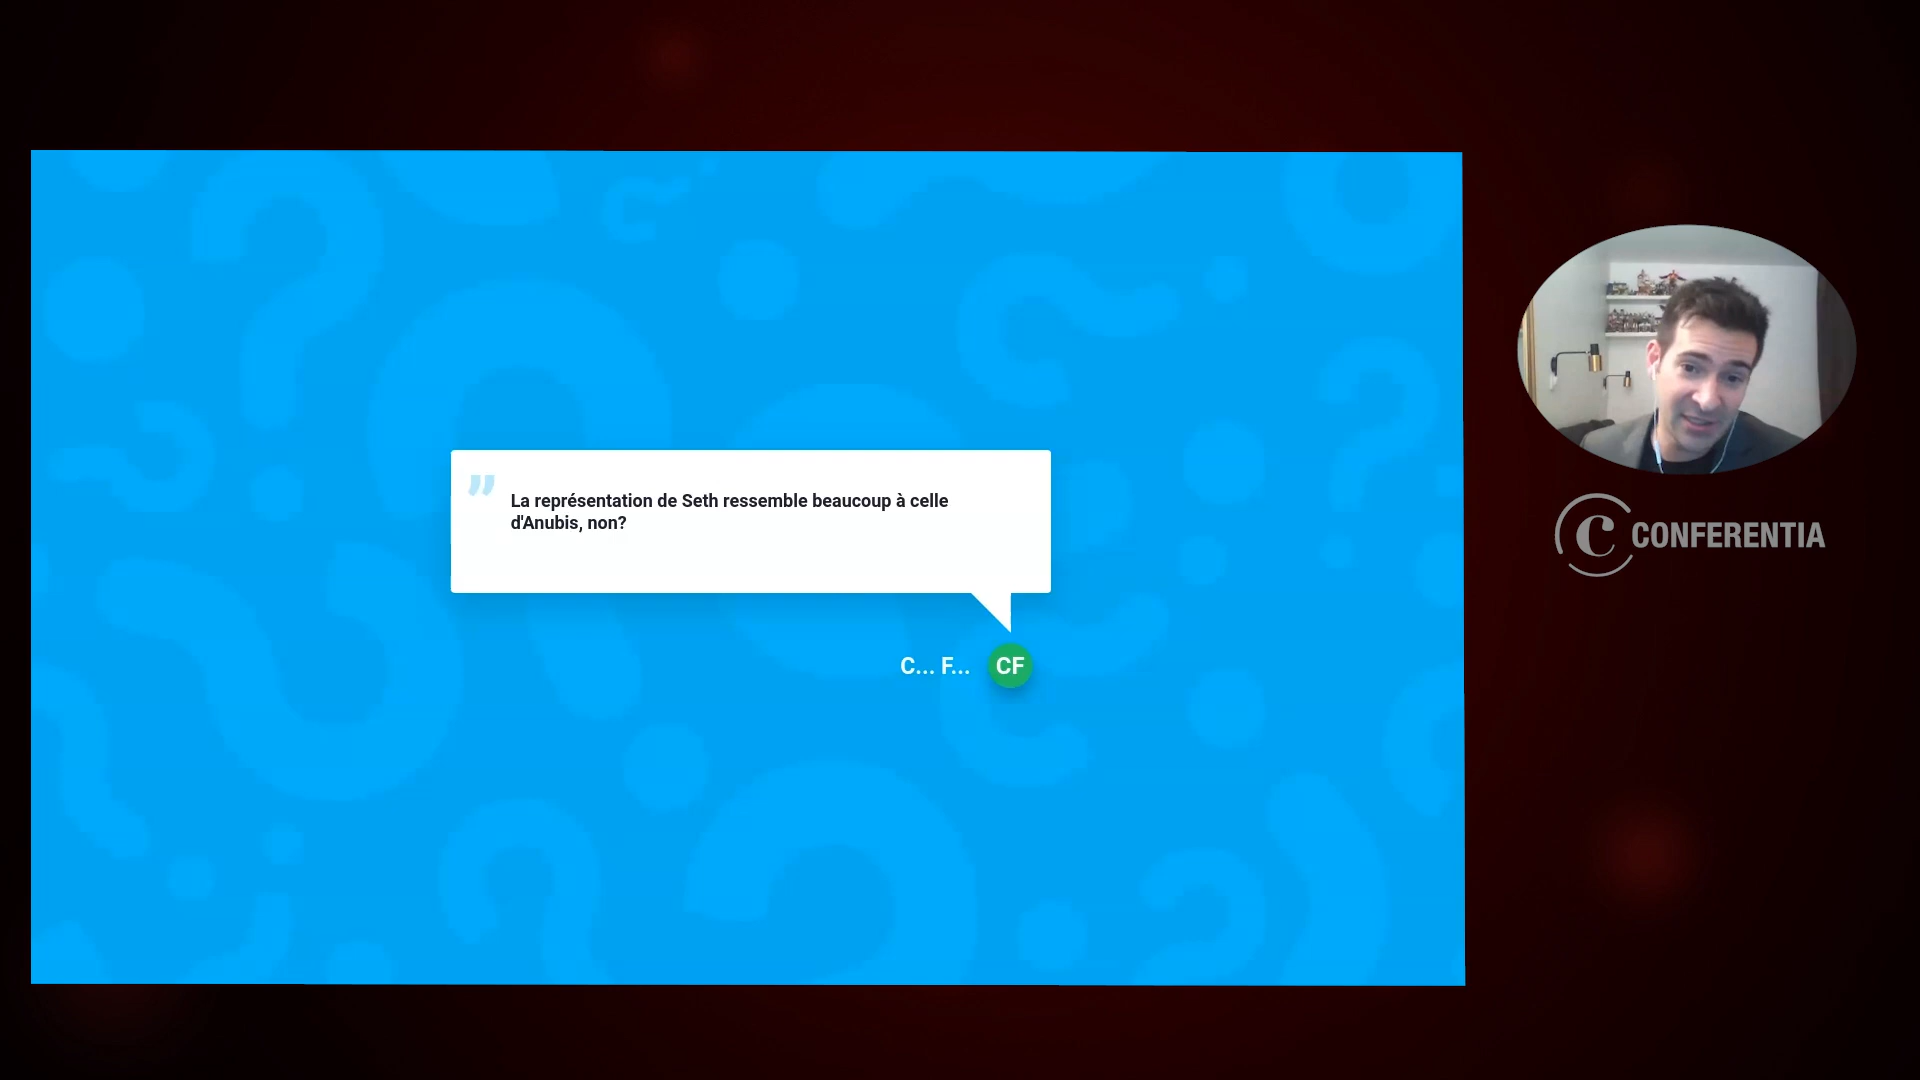 ”
La représentation de Seth ressemble beaucoup à celle
d'Anubis, non?
C... F... CF
C CONFERENTIA